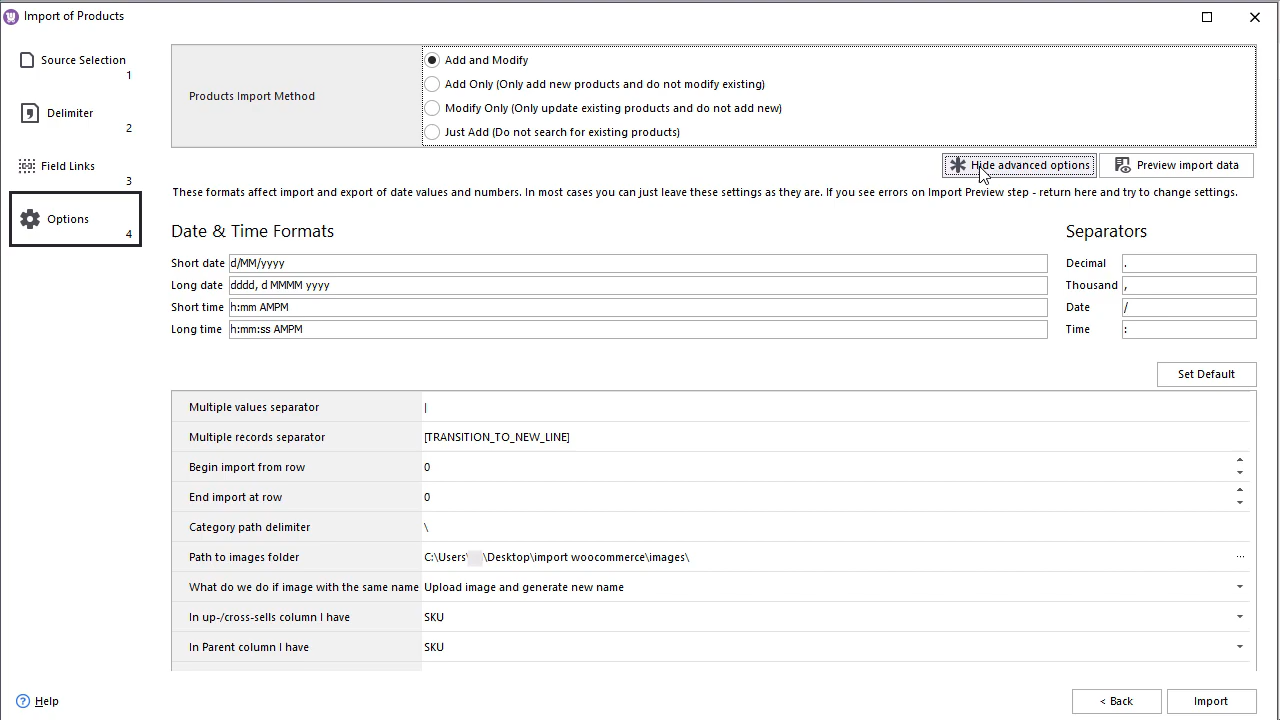 Import of Products
Source Selection
1
Delimiter
2
Field Links
3
Options
4
Products Import Method
Add and Modify
Add Only (Only add new products and do not modify existing)
Modify Only (Only update existing products and do not add new)
Just Add (Do not search for existing products)
Hide advanced options
Preview import data
These formats affect import and export of date values and numbers. In most cases you can just leave these settings as they are. If you see errors on Import Preview step - return here and try to change settings.
Date & Time Formats
Short date d/MM/yyyy
Long date dddd, d MMMM yyyy
Short time h:mm AMPM
Long time h:mm:ss AMPM
Separators
Decimal .
Thousand ,
Date /
Time :
Set Default
Multiple values separator |
Multiple records separator [TRANSITION_TO_NEW_LINE]
Begin import from row 0
End import at row 0
Category path delimiter \
Path to images folder C:\Users\ \Desktop\import woocommerce\images\ ...
What do we do if image with the same name Upload image and generate new name
In up-/cross-sells column I have SKU
In Parent column I have SKU
Help
< Back
Import